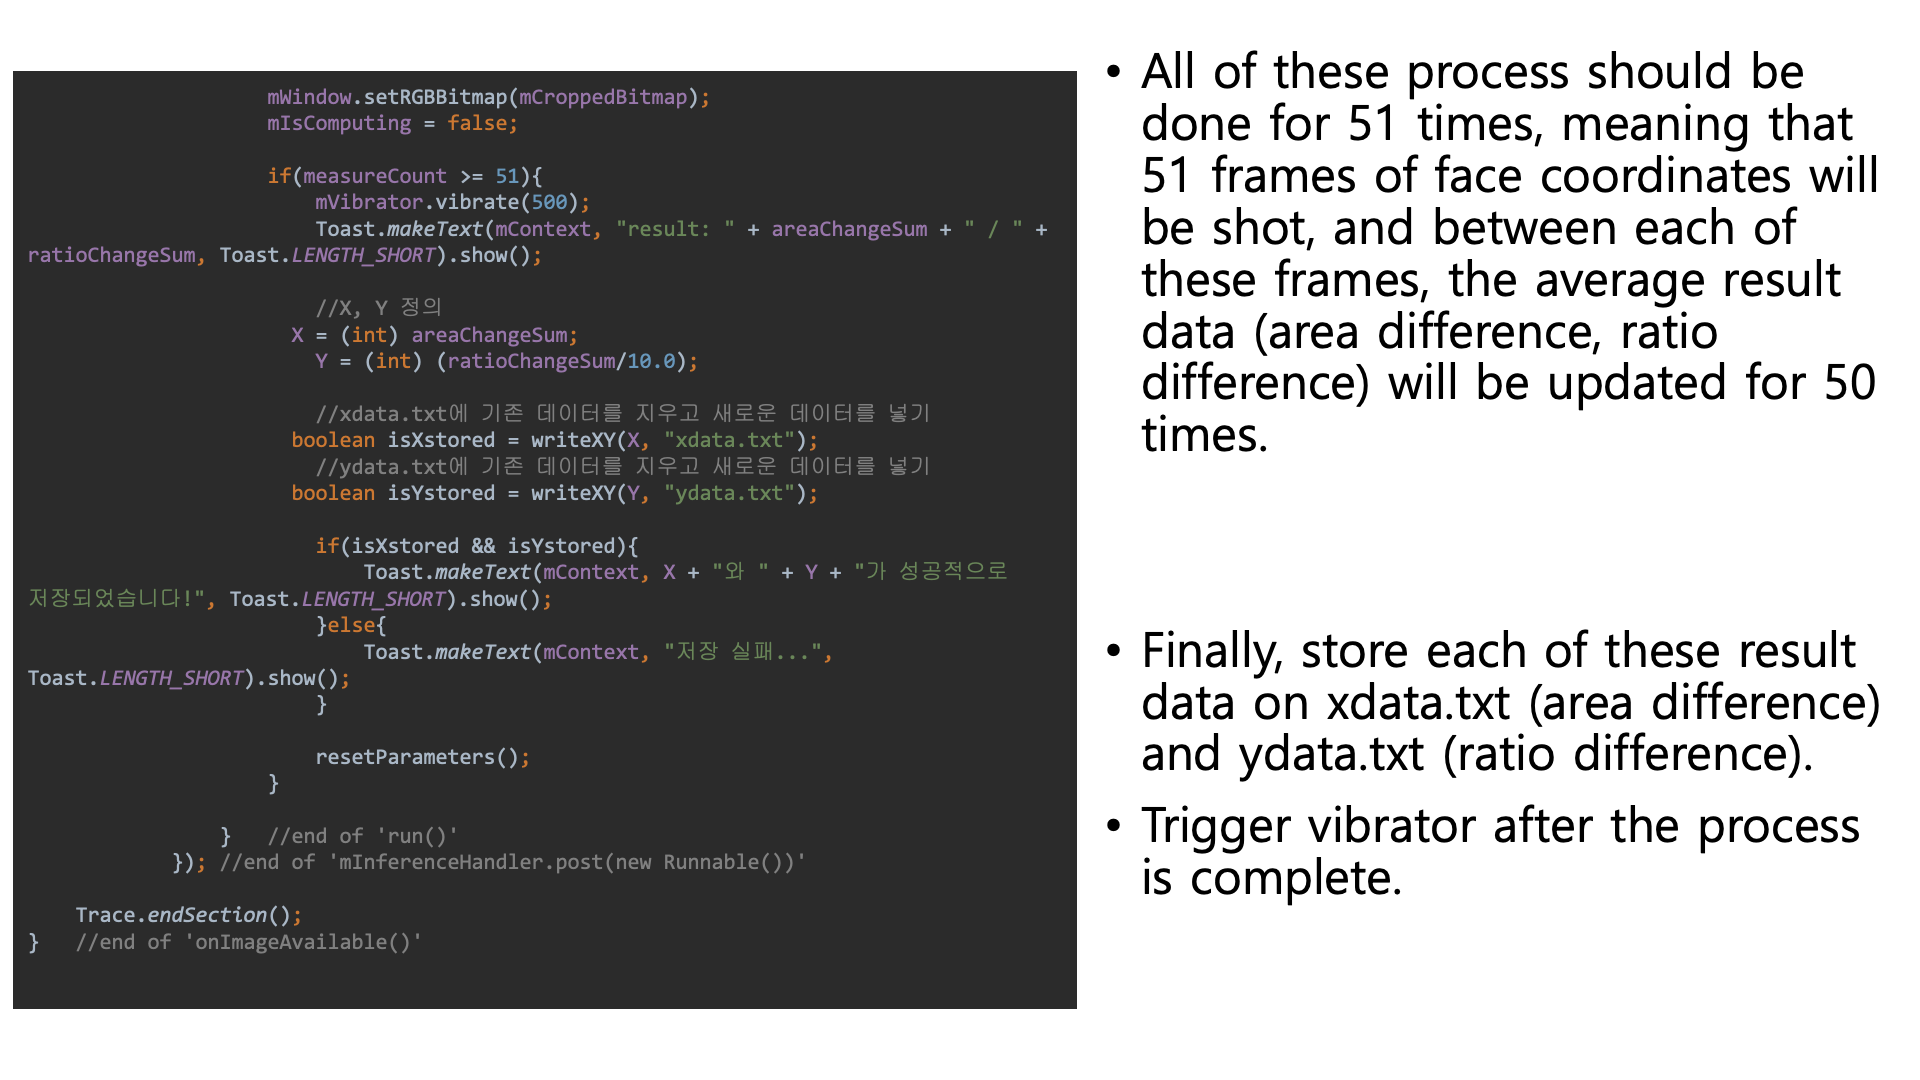 mWindow.setRGBBitmap(mCroppedBitmap);
mIsComputing = false;
if(measureCount >= 51){
mVibrator.vibrate(500);
Toast.makeText(mContext, "result: " + areaChangeSum + " / " +
ratioChangeSum, Toast.LENGTH_SHORT).show();
//X, Y 정의
X = (int) areaChangeSum;
Y = (int) (ratioChangeSum/10.0);
//xdata.txt에 기존 데이터를 지우고 새로운 데이터를 넣기
boolean isXstored = writeXY(X, "xdata.txt");
//ydata.txt에 기존 데이터를 지우고 새로운 데이터를 넣기
boolean isYstored = writeXY(Y, "ydata.txt");
if(isXstored && isYstored){
Toast.makeText(mContext, X + "와 " + Y + "가 성공적으로
저장되었습니다!", Toast.LENGTH_SHORT).show();
}else{
Toast.makeText(mContext, "저장 실패...",
Toast.LENGTH_SHORT).show();
}
resetParameters();
}
} //end of 'run()'
}); //end of 'mInferenceHandler.post(new Runnable())'
Trace.endSection();
} //end of 'onImageAvailable()'
• All of these process should be
done for 51 times, meaning that
51 frames of face coordinates will
be shot, and between each of
these frames, the average result
data (area difference, ratio
difference) will be updated for 50
times.
• Finally, store each of these result
data on xdata.txt (area difference)
and ydata.txt (ratio difference).
• Trigger vibrator after the process
is complete.